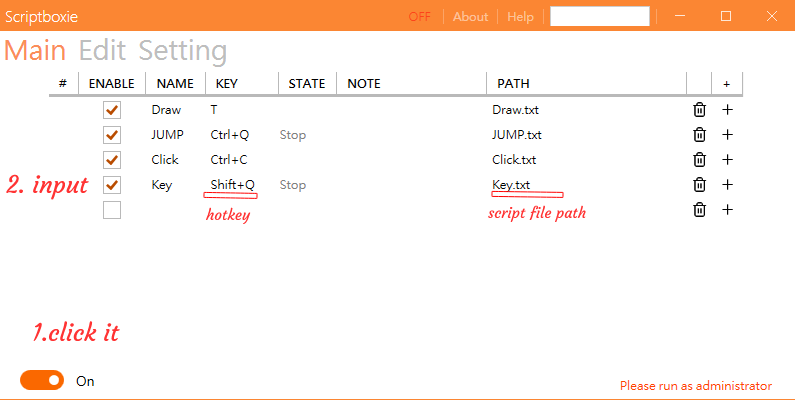 Scriptboxie OFF About Help
Main Edit Setting
# ENABLE NAME KEY STATE NOTE PATH +
Draw T Draw.txt +
JUMP Ctrl+Q Stop JUMP.txt +
Click Ctrl+C Click.txt +
2. input Key Shift+Q Stop Key.txt +
hotkey script file path +
1.click it
On
Please run as administrator